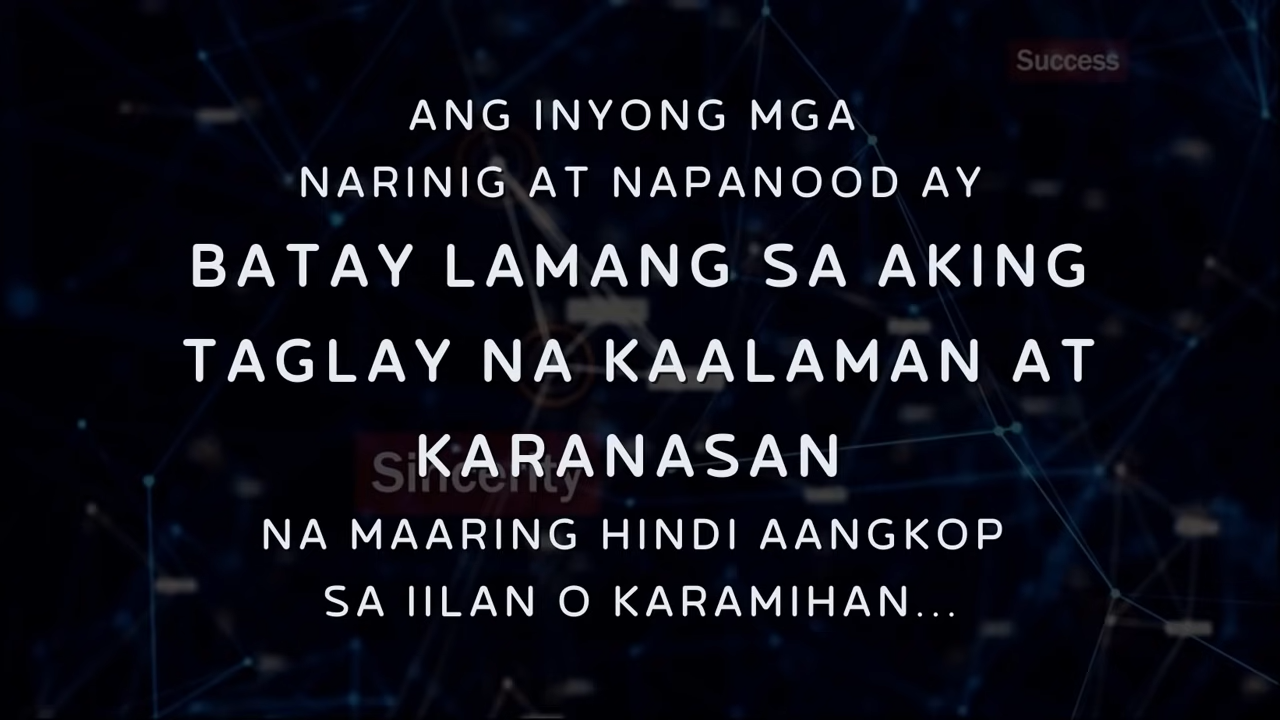 Success
ANG INYONG MGA
NARINIG AT NAPANOOD AY
BATAY LAMANG SA AKING
TAGLAY NA KAALAMAN AT
KARANASAN
Sincerity
NA MAARING HINDI AANGKOP
SA IILAN O KARAMIHAN...